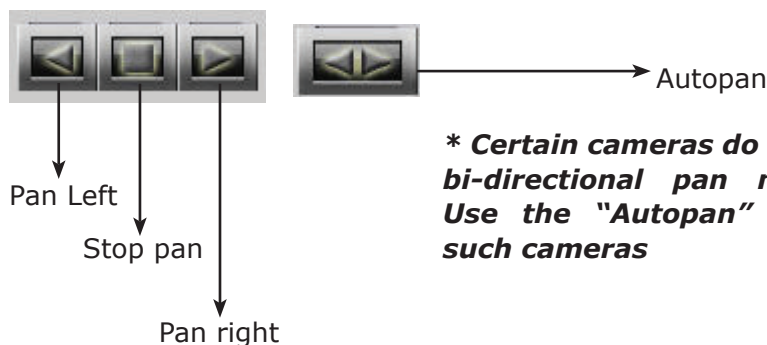 Autopan
* Certain cameras do
bi-directional pan
Use the “Autopan”
such cameras
Pan Left
Stop pan
Pan right